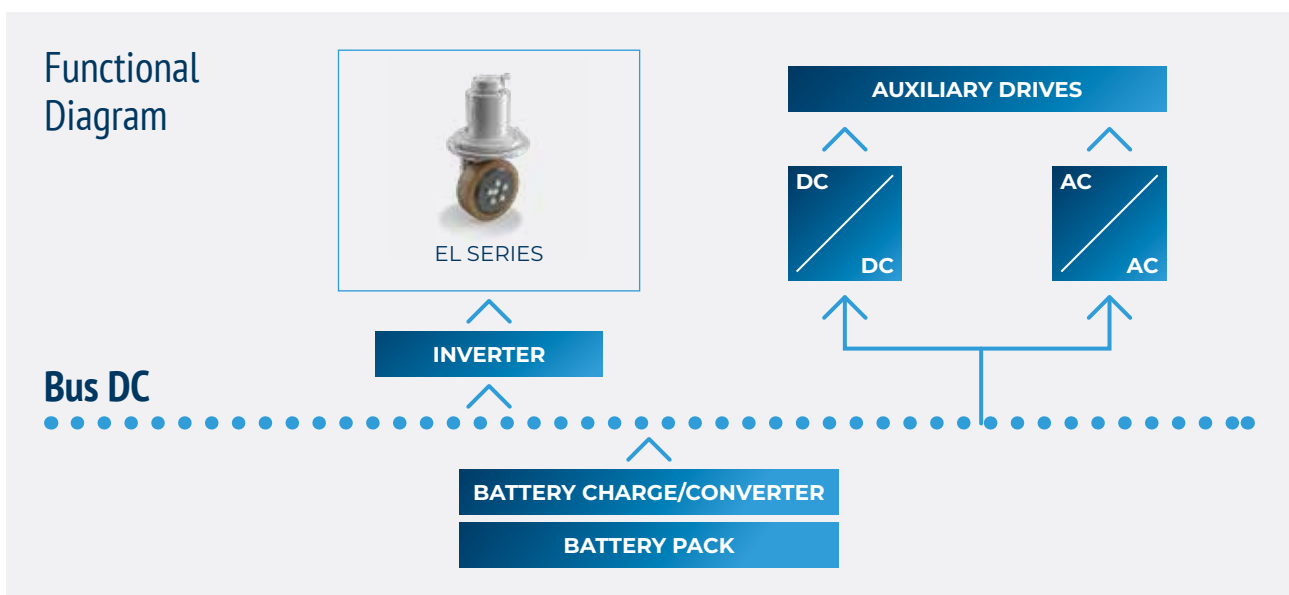 Functional
Diagram
EL SERIES
AUXILIARY DRIVES
DC
DC
AC
AC
INVERTER
Bus DC
BATTERY CHARGE/CONVERTER
BATTERY PACK